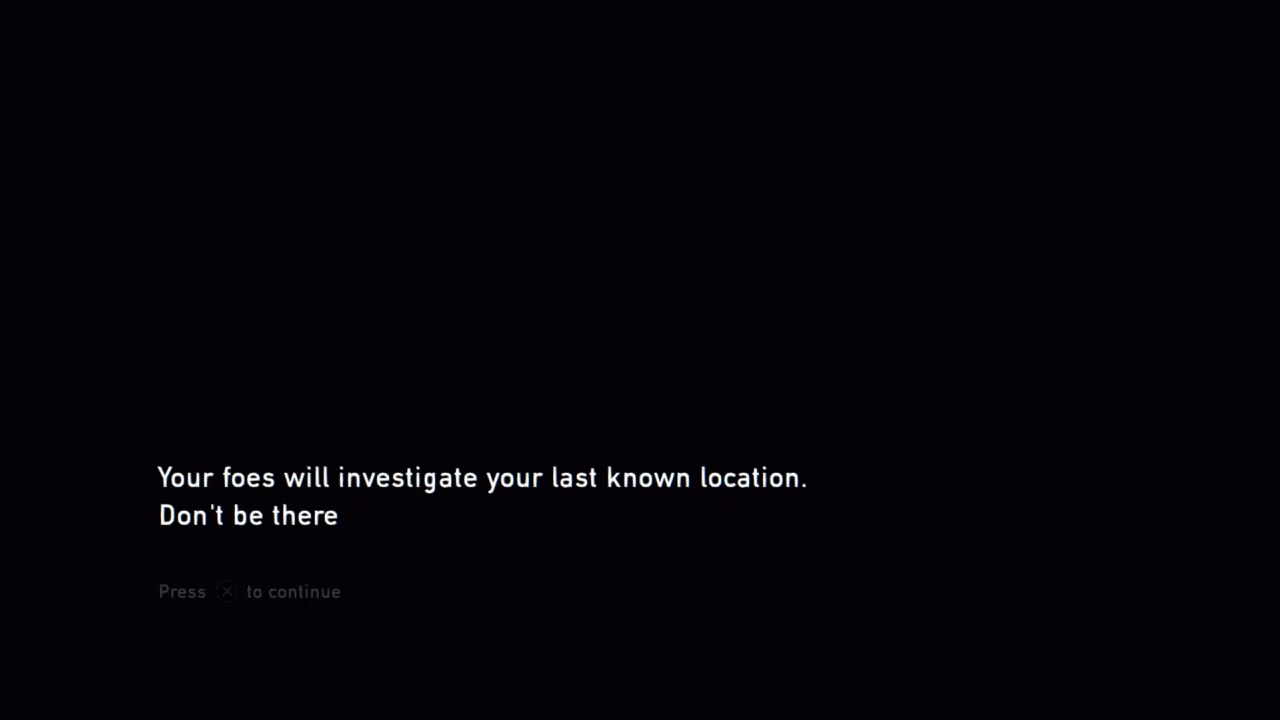 Your foes will investigate your last known location.
Don't be there
Press ⓧ to continue